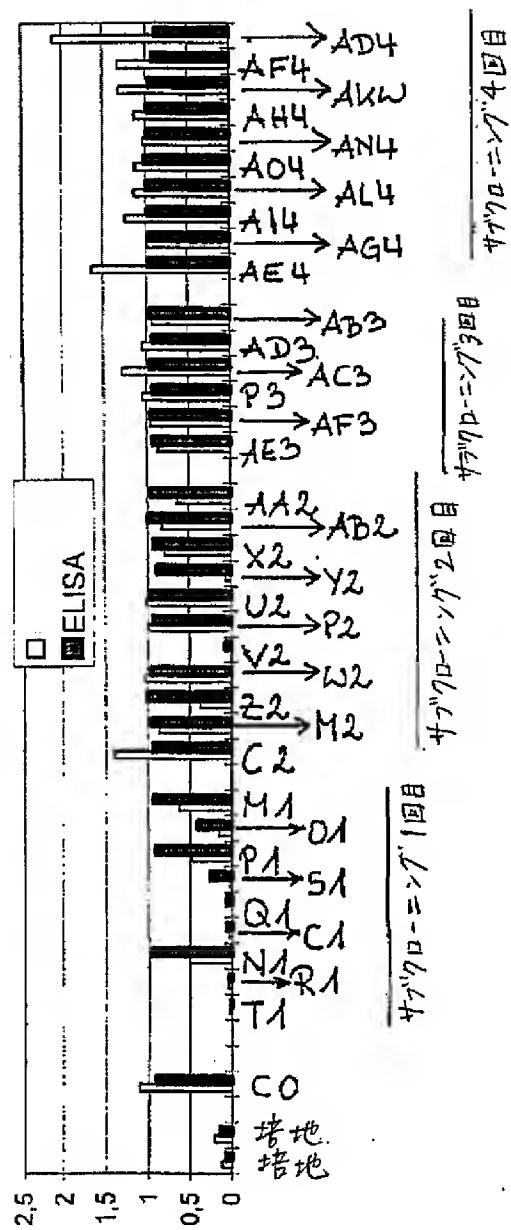 AD4
AF4
AKW
AH4
AN4
AO4
AL4
AI4
AG4
AE4
サブクローニング4回目
AB3
AD3
AC3
P3
AF3
AE3
サブクローニング3回目
ELISA
AA2
AB2
X2
Y2
U2
P2
V2
W2
Z2
M2
C2
サブクローニング2回目
M1
O1
P1
S1
Q1
C1
N1
R1
T1
サブクローニング1回目
C0
培地
培地
2,5
2
1
0,5
0